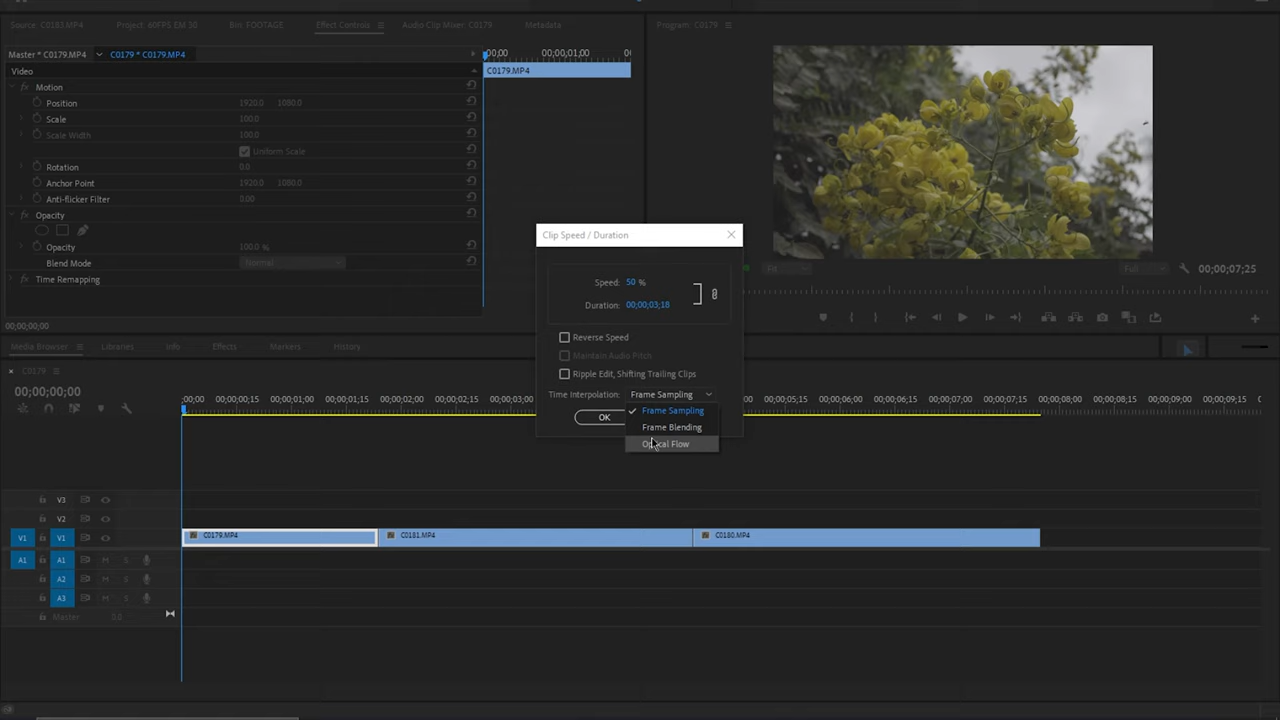 Source: C0183.MP4
Project: 60FPS EM 30
Bin: FOOTAGE
Effect Controls
Audio Clip Mixer: C0179
Metadata
Program: C0179
Master * C0179.MP4
C0179 * C0179.MP4
00;00
00;00;01;00
Video
C0179.MP4
Motion
Position 1920.0 1080.0
Scale 100.0
Scale Width 100.0
Uniform Scale
Rotation 0.0
Anchor Point 1920.0 1080.0
Anti-flicker Filter 0.00
Opacity
Opacity 100.0 %
Blend Mode Normal
Time Remapping
00;00;00;00
Fit
Full
00;00;07;25
Clip Speed / Duration
Speed: 50 %
Duration: 00;00;03;18
Reverse Speed
Maintain Audio Pitch
Ripple Edit, Shifting Trailing Clips
Time Interpolation: Frame Sampling
OK
Frame Sampling
Frame Blending
Optical Flow
Media Browser
Libraries
Info
Effects
Markers
History
C0179
00;00;00;00
;00;00
00;00;00;15
00;00;01;00
00;00;01;15
00;00;02;00
00;00;02;15
00;00;03;00
00;00;05;15
00;00;06;00
00;00;06;15
00;00;07;00
00;00;07;15
00;00;08;00
00;00;08;15
00;00;09;00
00;00;09;15
V3
V2
V1 V1
C0179.MP4
C0181.MP4
C0180.MP4
A1 A1 M S
A2 M S
A3 M S
Master 0.0